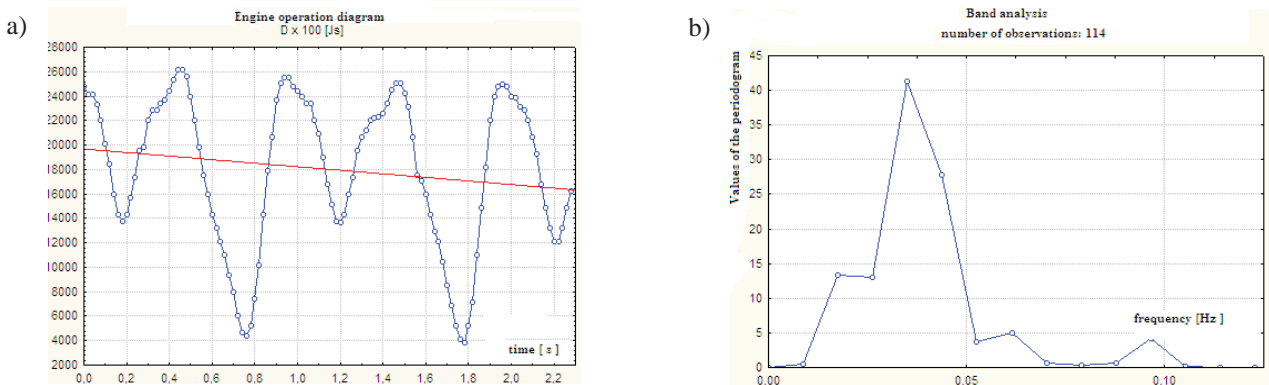 a)
Engine operation diagram
D x 100 [Js]
28000
26000
24000
22000
20000
18000
16000
14000
12000
10000
8000
6000
4000
2000
time [ s ]
0,0 0,2 0,4 0,6 0,8 1,0 1,2 1,4 1,6 1,8 2,0 2,2
b)
Band analysis
number of observations: 114
Values of the periodogram
45
40
35
30
25
20
15
10
5
0
frequency [Hz ]
0.00 0.05 0.10